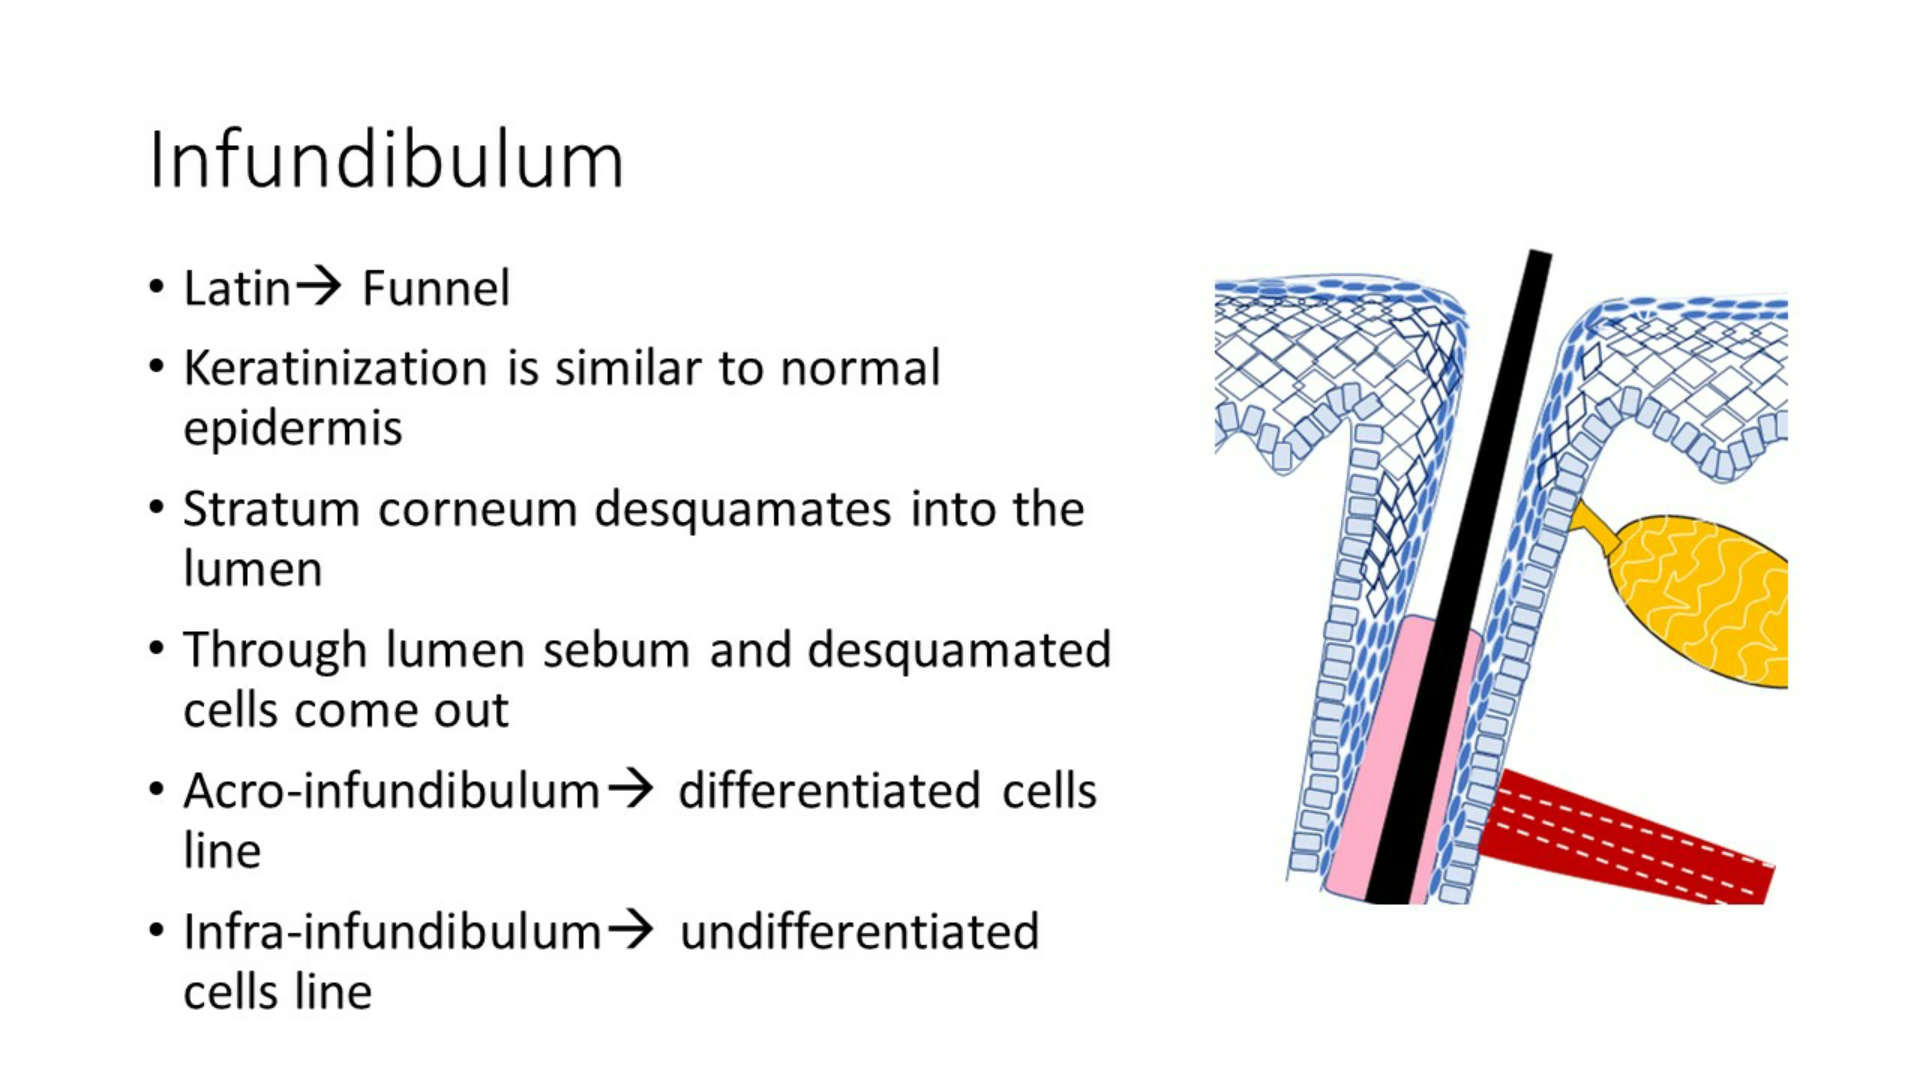 Infundibulum
• Latin→ Funnel
• Keratinization is similar to normal
epidermis
• Stratum corneum desquamates into the
lumen
• Through lumen sebum and desquamated
cells come out
• Acro-infundibulum→ differentiated cells
line
• Infra-infundibulum→ undifferentiated
cells line